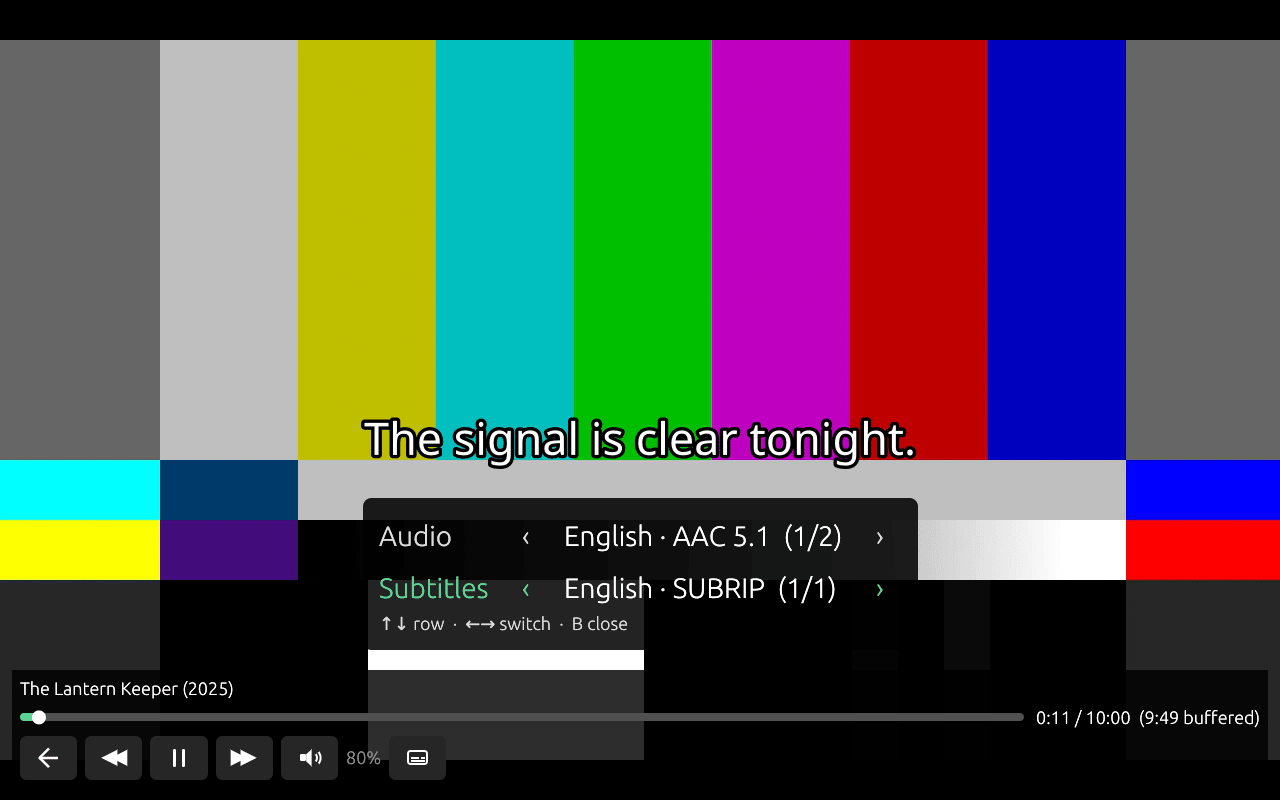 The signal is clear tonight.
Audio ‹ English · AAC 5.1 (1/2) ›
Subtitles ‹ English · SUBRIP (1/1) ›
↑↓ row · ←→ switch · B close
The Lantern Keeper (2025)
0:11 / 10:00 (9:49 buffered)
80%